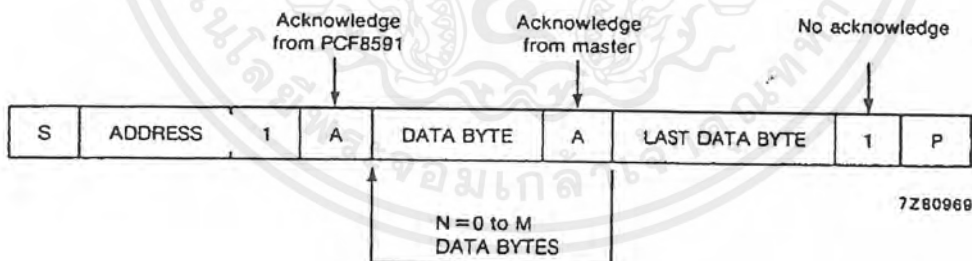 Acknowledge
from PCF8591
Acknowledge
from master
No acknowledge
S ADDRESS 1 A DATA BYTE A LAST DATA BYTE 1 P
N = 0 to M
DATA BYTES
7Z80969